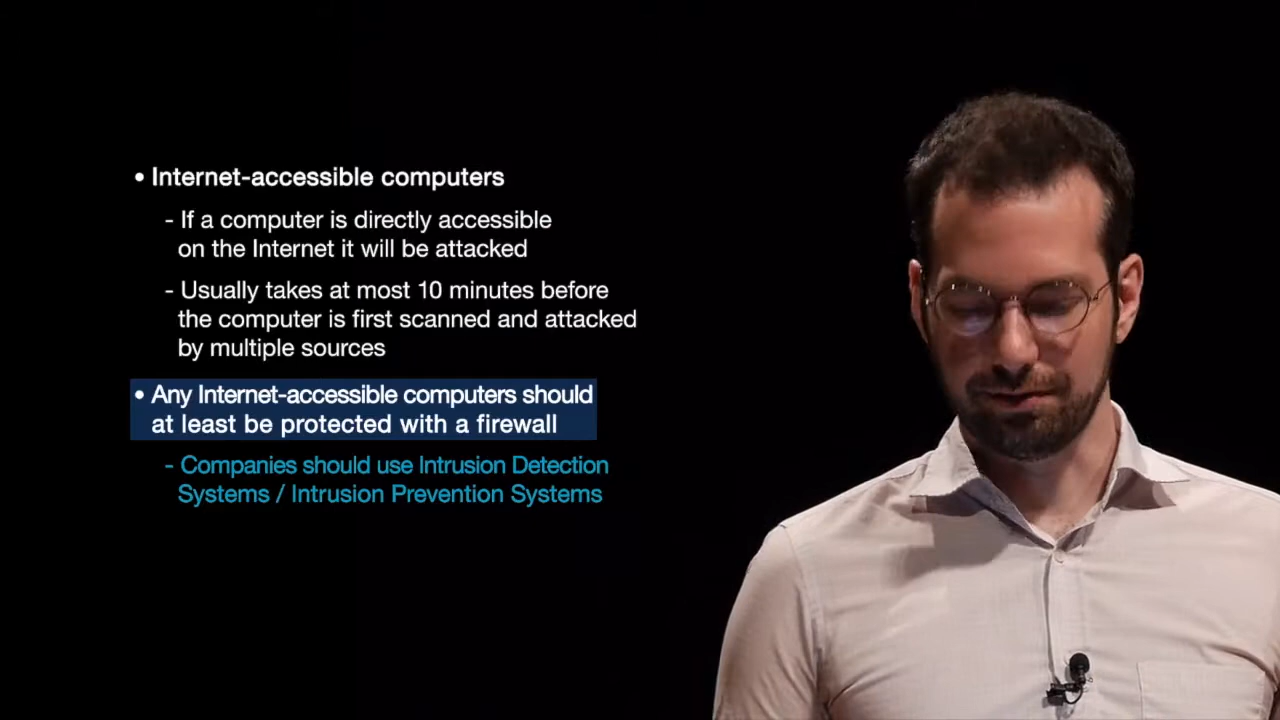 • Internet-accessible computers
- If a computer is directly accessible
on the Internet it will be attacked
- Usually takes at most 10 minutes before
the computer is first scanned and attacked
by multiple sources
• Any Internet-accessible computers should
at least be protected with a firewall
- Companies should use Intrusion Detection
Systems / Intrusion Prevention Systems